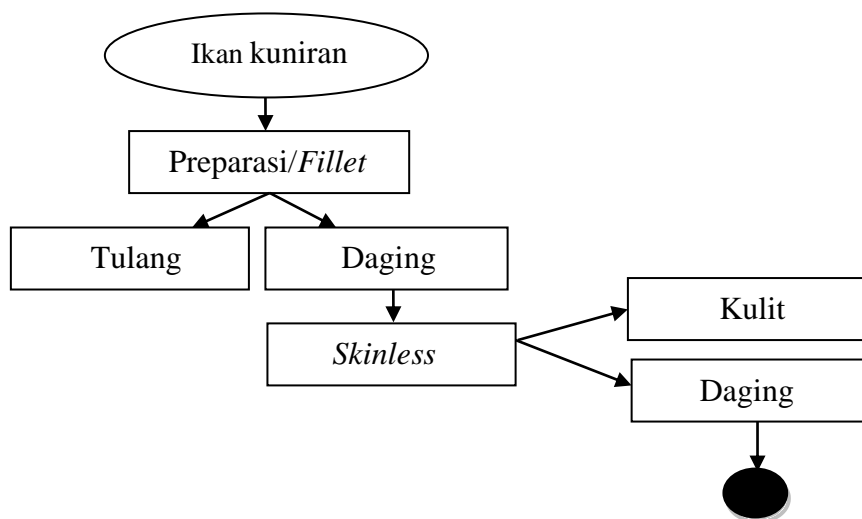 Ikan kuniran
Preparasi/Fillet
Tulang
Daging
Skinless
Kulit
Daging